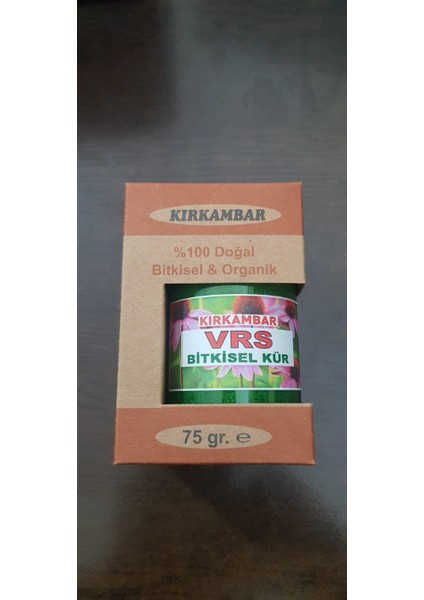 KIRKAMBAR
%100 Doğal
Bitkisel & Organik
KIRKAMBAR
VRS
BİTKİSEL KÜR
75 gr. ℮